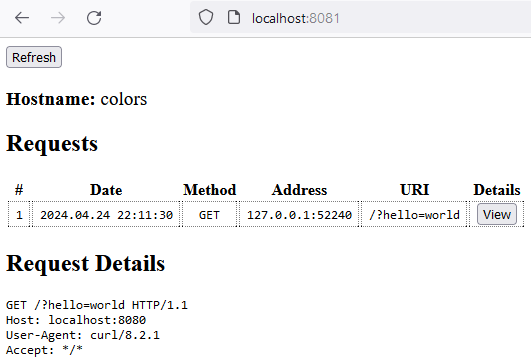 localhost:8081
Refresh
Hostname: colors
Requests
# Date Method Address URI Details
1 2024.04.24 22:11:30 GET 127.0.0.1:52240 /?hello=world View
Request Details
GET /?hello=world HTTP/1.1
Host: localhost:8080
User-Agent: curl/8.2.1
Accept: */*